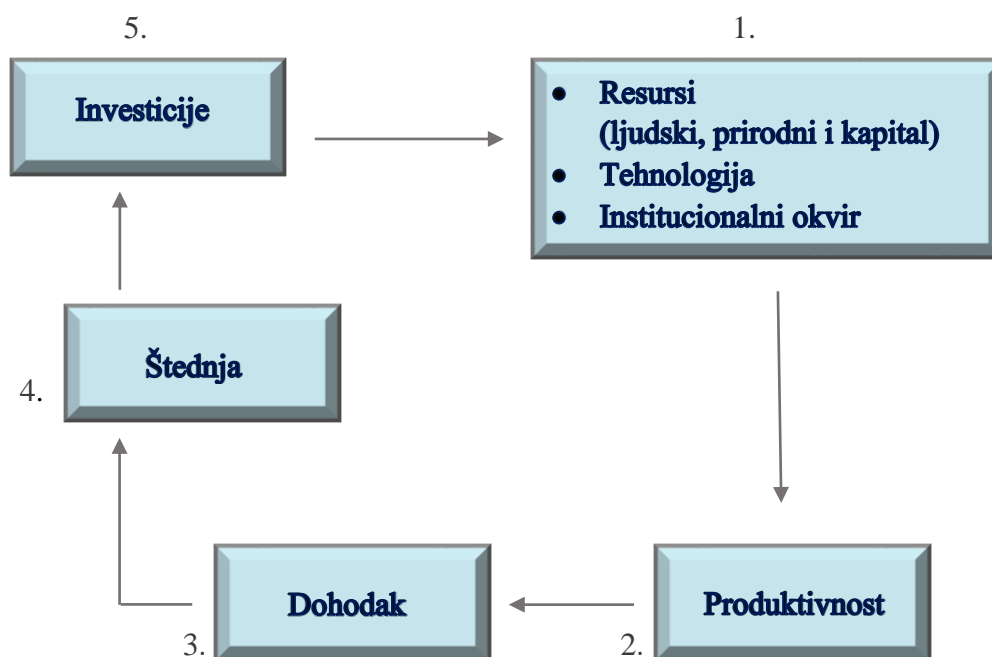 5.
Investicije
1.
• Resursi
(ljudski, prirodni i kapital)
• Tehnologija
• Institucionalni okvir
Štednja
4.
Dohodak
3.
Produktivnost
2.